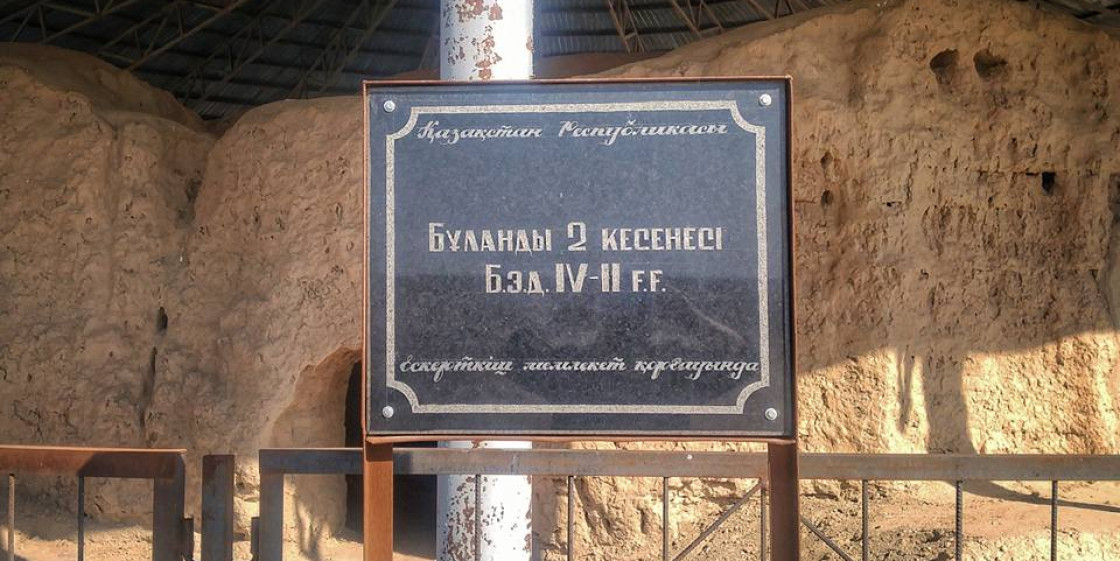 Қазақстан Республикасы
Бұланды 2 кесенесі
Б.э.д. IV-II ғ.ғ.
Ескерткіш мемлекет қорғауында